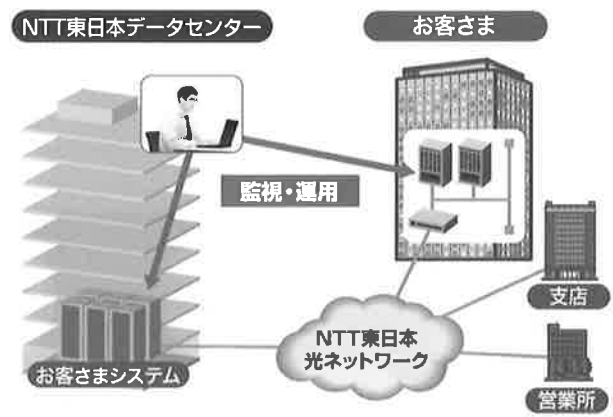 NTT東日本データセンター
お客さま
監視・運用
支店
NTT東日本
光ネットワーク
お客さまシステム
営業所